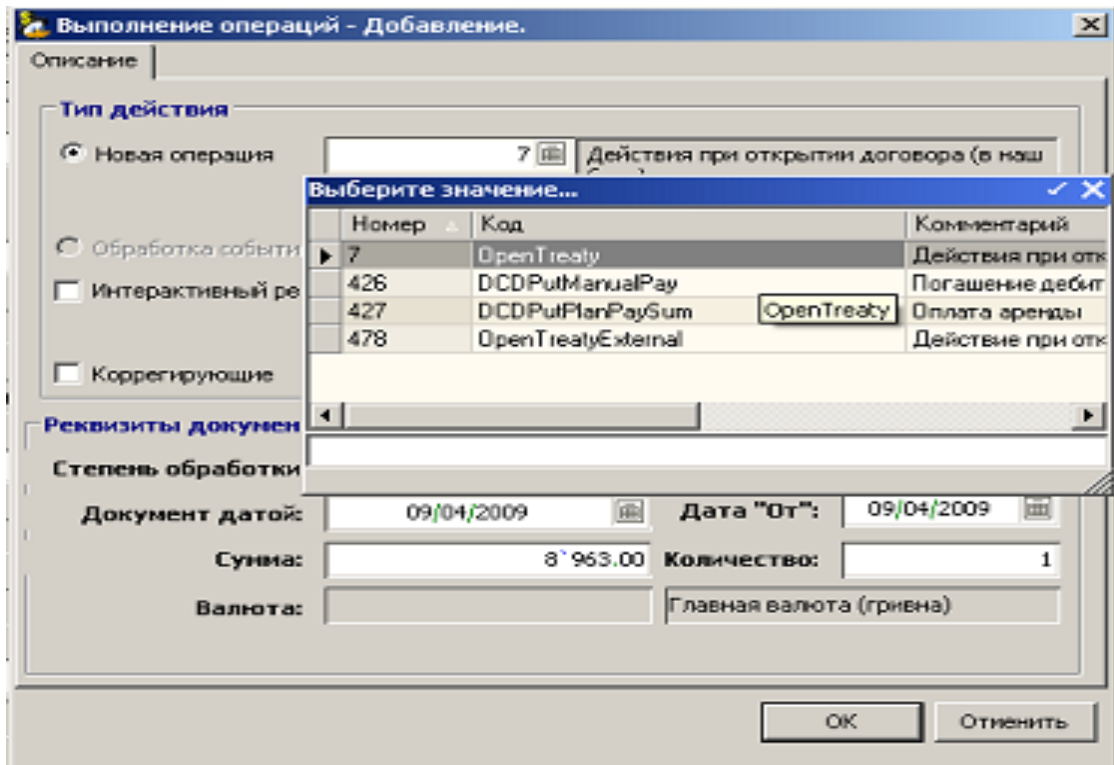 Выполнение операций - Добавление.
Описание
Тип действия
Новая операция 7 Действия при открытии договора (в наш
Выберите значение...
Номер Код Комментарий
7 OpenTreaty Действия при отк
426 DCDPutManualPay Погашение дебит
427 DCDPutPlanPaySum OpenTreaty Оплата аренды
478 OpenTreatyExternal Действие при отк
Обработка событи
Интерактивный ре
Коррегирующие
Реквизиты докумен
Степень обработки
Документ датой: 09/04/2009 Дата "От": 09/04/2009
Сумма: 8`963.00 Количество: 1
Валюта: Главная валюта (гривна)
OK Отменить